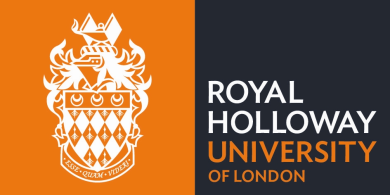 ESSE · QUAM · VIDERI
ROYAL
HOLLOWAY
UNIVERSITY
OF LONDON